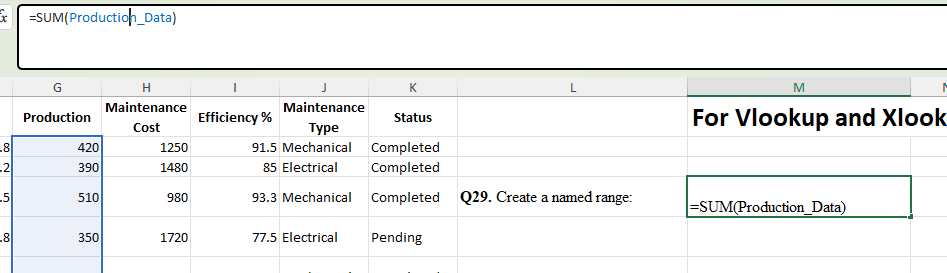 fx =SUM(Production_Data)
G H I J K L M
Production Maintenance Cost Efficiency % Maintenance Type Status For Vlookup and Xlook
.8 420 1250 91.5 Mechanical Completed
.2 390 1480 85 Electrical Completed
.5 510 980 93.3 Mechanical Completed Q29. Create a named range: =SUM(Production_Data)
.8 350 1720 77.5 Electrical Pending